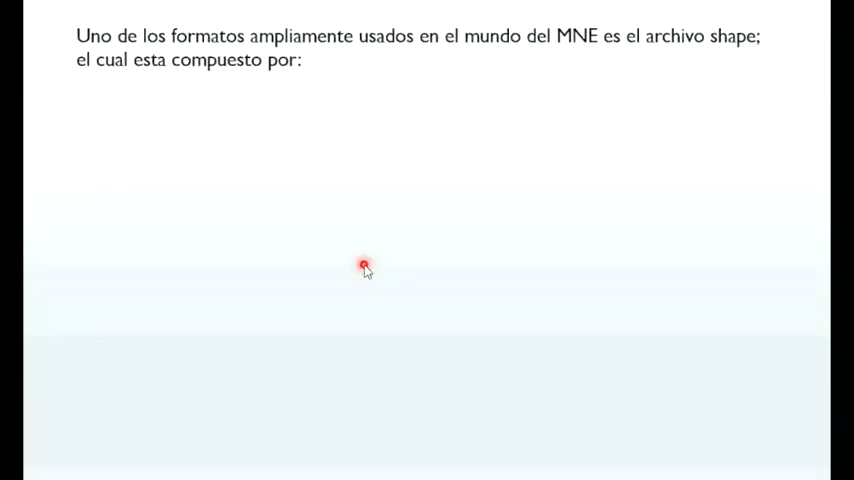 Uno de los formatos ampliamente usados en el mundo del MNE es el archivo shape;
el cual esta compuesto por: